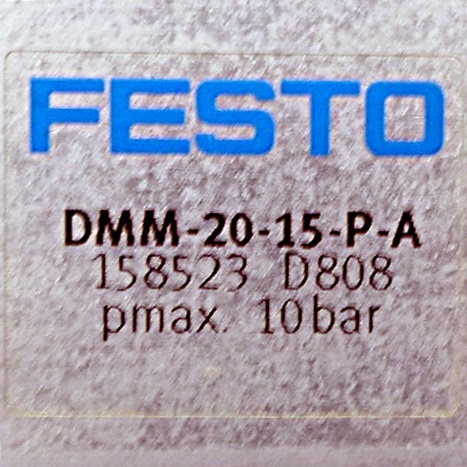 FESTO
DMM-20-15-P-A
158523 D808
pmax. 10bar